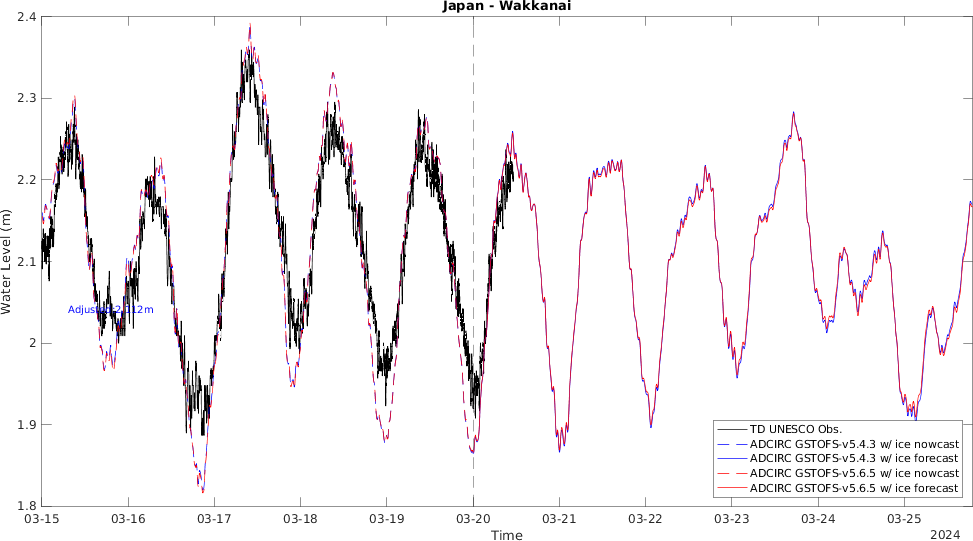 Japan - Wakkanai
Water Level (m)
2.4
2.3
2.2
2.1
2
1.9
1.8
Adjusted 2.012m
TD UNESCO Obs.
ADCIRC GSTOFS-v5.4.3 w/ ice nowcast
ADCIRC GSTOFS-v5.4.3 w/ ice forecast
ADCIRC GSTOFS-v5.6.5 w/ ice nowcast
ADCIRC GSTOFS-v5.6.5 w/ ice forecast
03-15 03-16 03-17 03-18 03-19 03-20 03-21 03-22 03-23 03-24 03-25
Time
2024